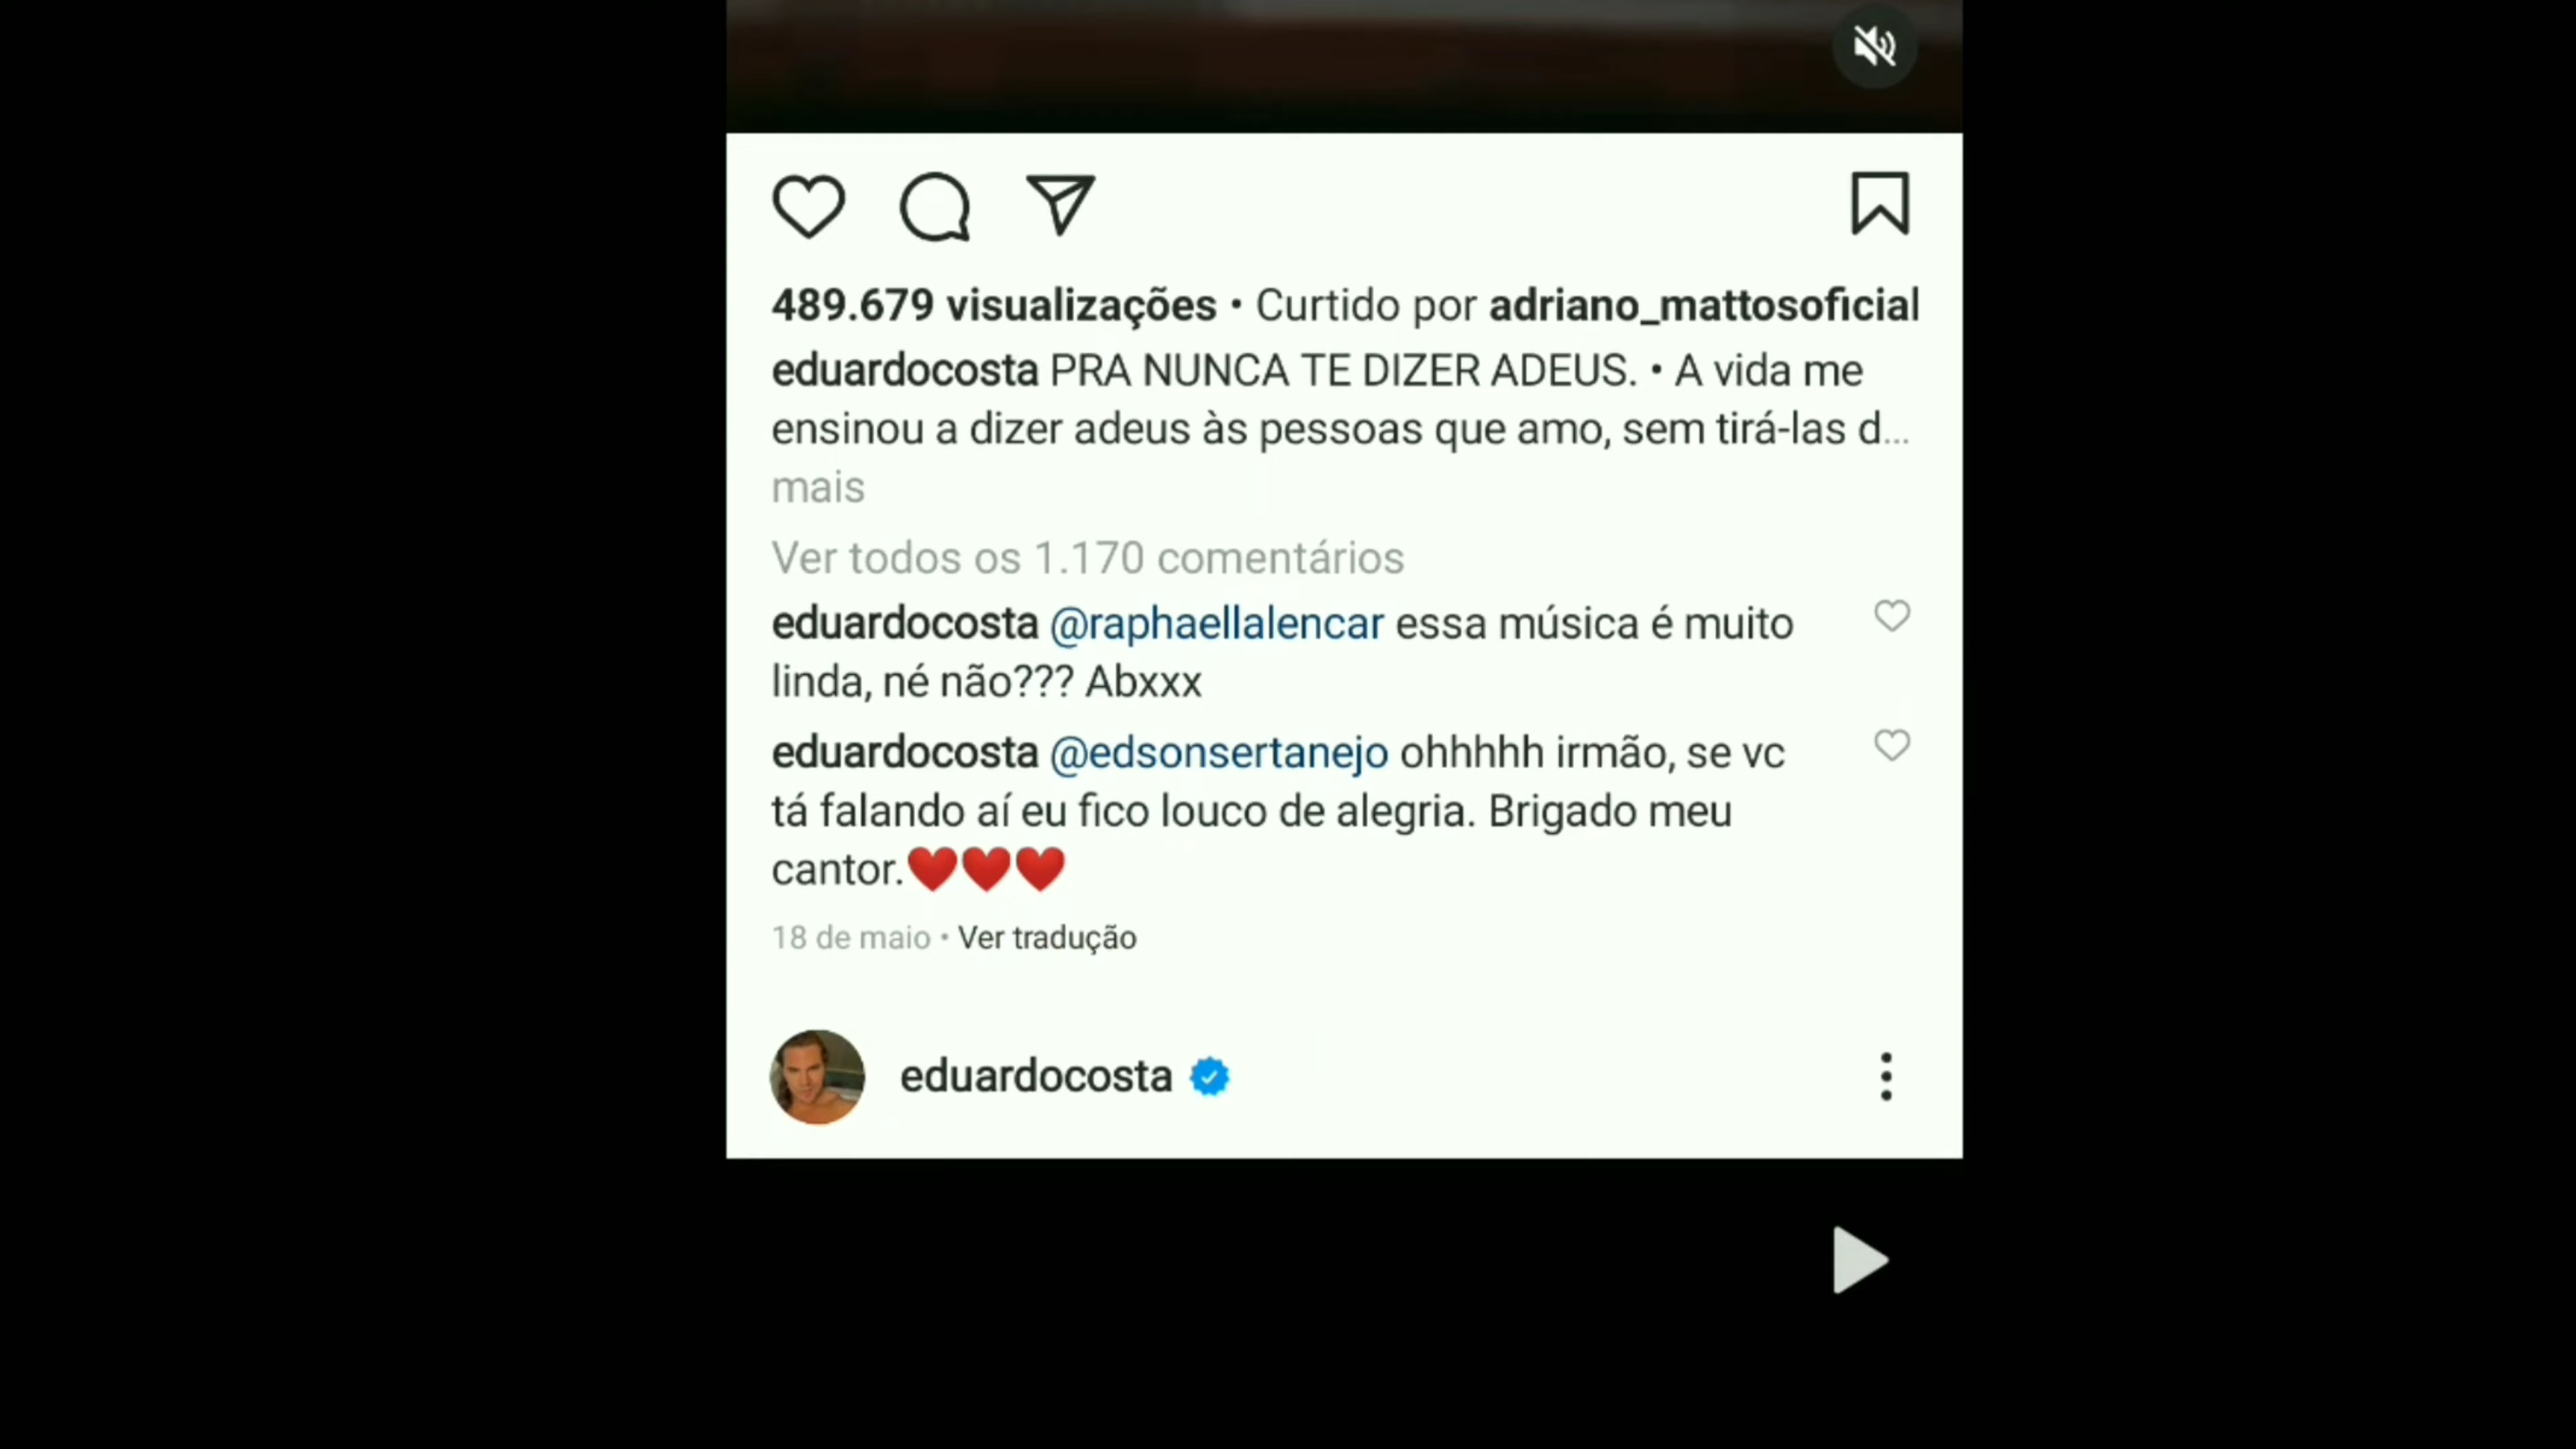 489.679 visualizações • Curtido por adriano_mattosoficial
eduardocosta PRA NUNCA TE DIZER ADEUS. • A vida me
ensinou a dizer adeus às pessoas que amo, sem tirá-las d...
mais
Ver todos os 1.170 comentários
eduardocosta @raphaellalencar essa música é muito
linda, né não??? Abxxx
eduardocosta @edsonsertanejo ohhhhh irmão, se vc
tá falando aí eu fico louco de alegria. Brigado meu
cantor.❤️❤️❤️
18 de maio • Ver tradução
eduardocosta